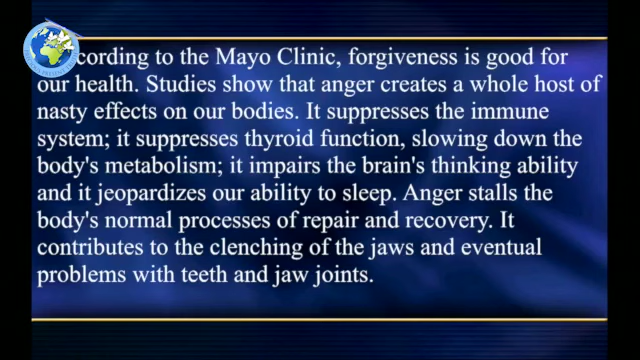 According to the Mayo Clinic, forgiveness is good for
our health. Studies show that anger creates a whole host of
nasty effects on our bodies. It suppresses the immune
system; it suppresses thyroid function, slowing down the
body's metabolism; it impairs the brain's thinking ability
and it jeopardizes our ability to sleep. Anger stalls the
body's normal processes of repair and recovery. It
contributes to the clenching of the jaws and eventual
problems with teeth and jaw joints.